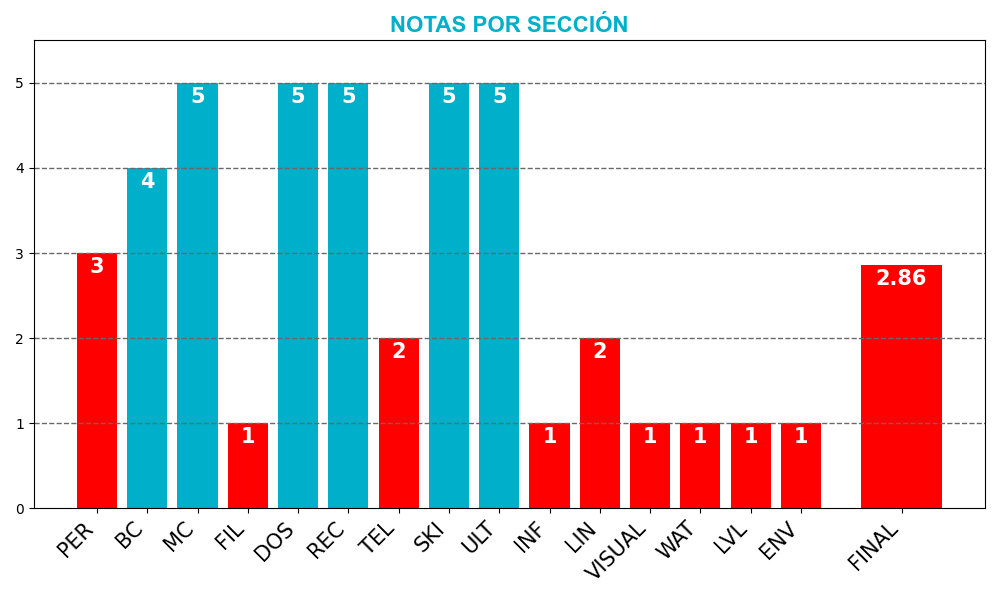 NOTAS POR SECCIÓN
5
4
3
2
1
0
3
4
5
1
5
5
2
5
5
1
2
1
1
1
1
2.86
PER
BC
MC
FIL
DOS
REC
TEL
SKI
ULT
INF
LIN
VISUAL
WAT
LVL
ENV
FINAL